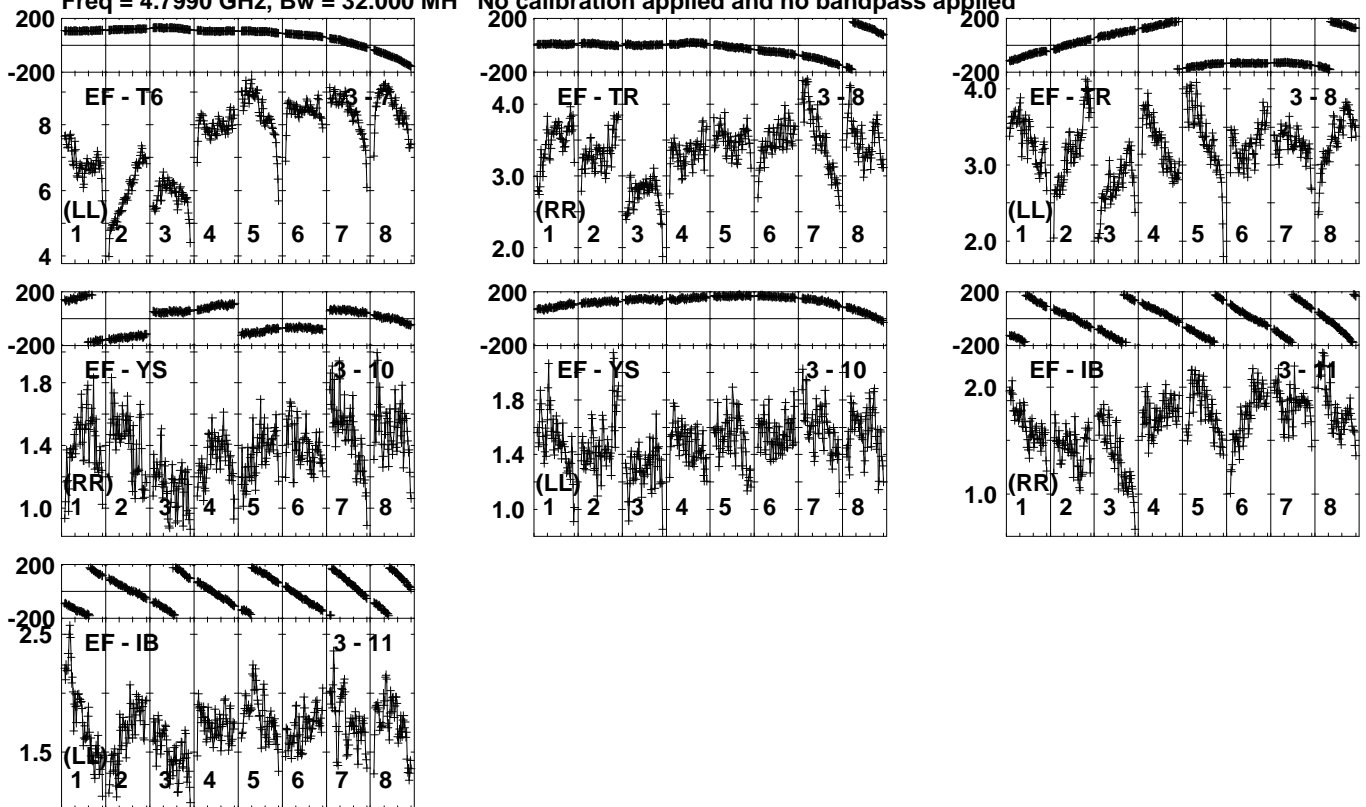 Freq = 4.7990 GHz, Bw = 32.000 MH No calibration applied and no bandpass applied
200
-200
EF - T6 3 - 7
8
6
4
(LL)
1 2 3 4 5 6 7 8
200
-200
EF - TR 3 - 8
4.0
3.0
2.0
(RR)
1 2 3 4 5 6 7 8
200
-200
EF - TR 3 - 8
4.0
3.0
2.0
(LL)
1 2 3 4 5 6 7 8
200
-200
EF - YS 3 - 10
1.8
1.4
1.0
(RR)
1 2 3 4 5 6 7 8
200
-200
EF - YS 3 - 10
1.8
1.4
1.0
(LL)
1 2 3 4 5 6 7 8
200
-200
EF - IB 3 - 11
2.0
1.0
(RR)
1 2 3 4 5 6 7 8
200
-200
2.5
EF - IB 3 - 11
1.5
(LL)
1 2 3 4 5 6 7 8